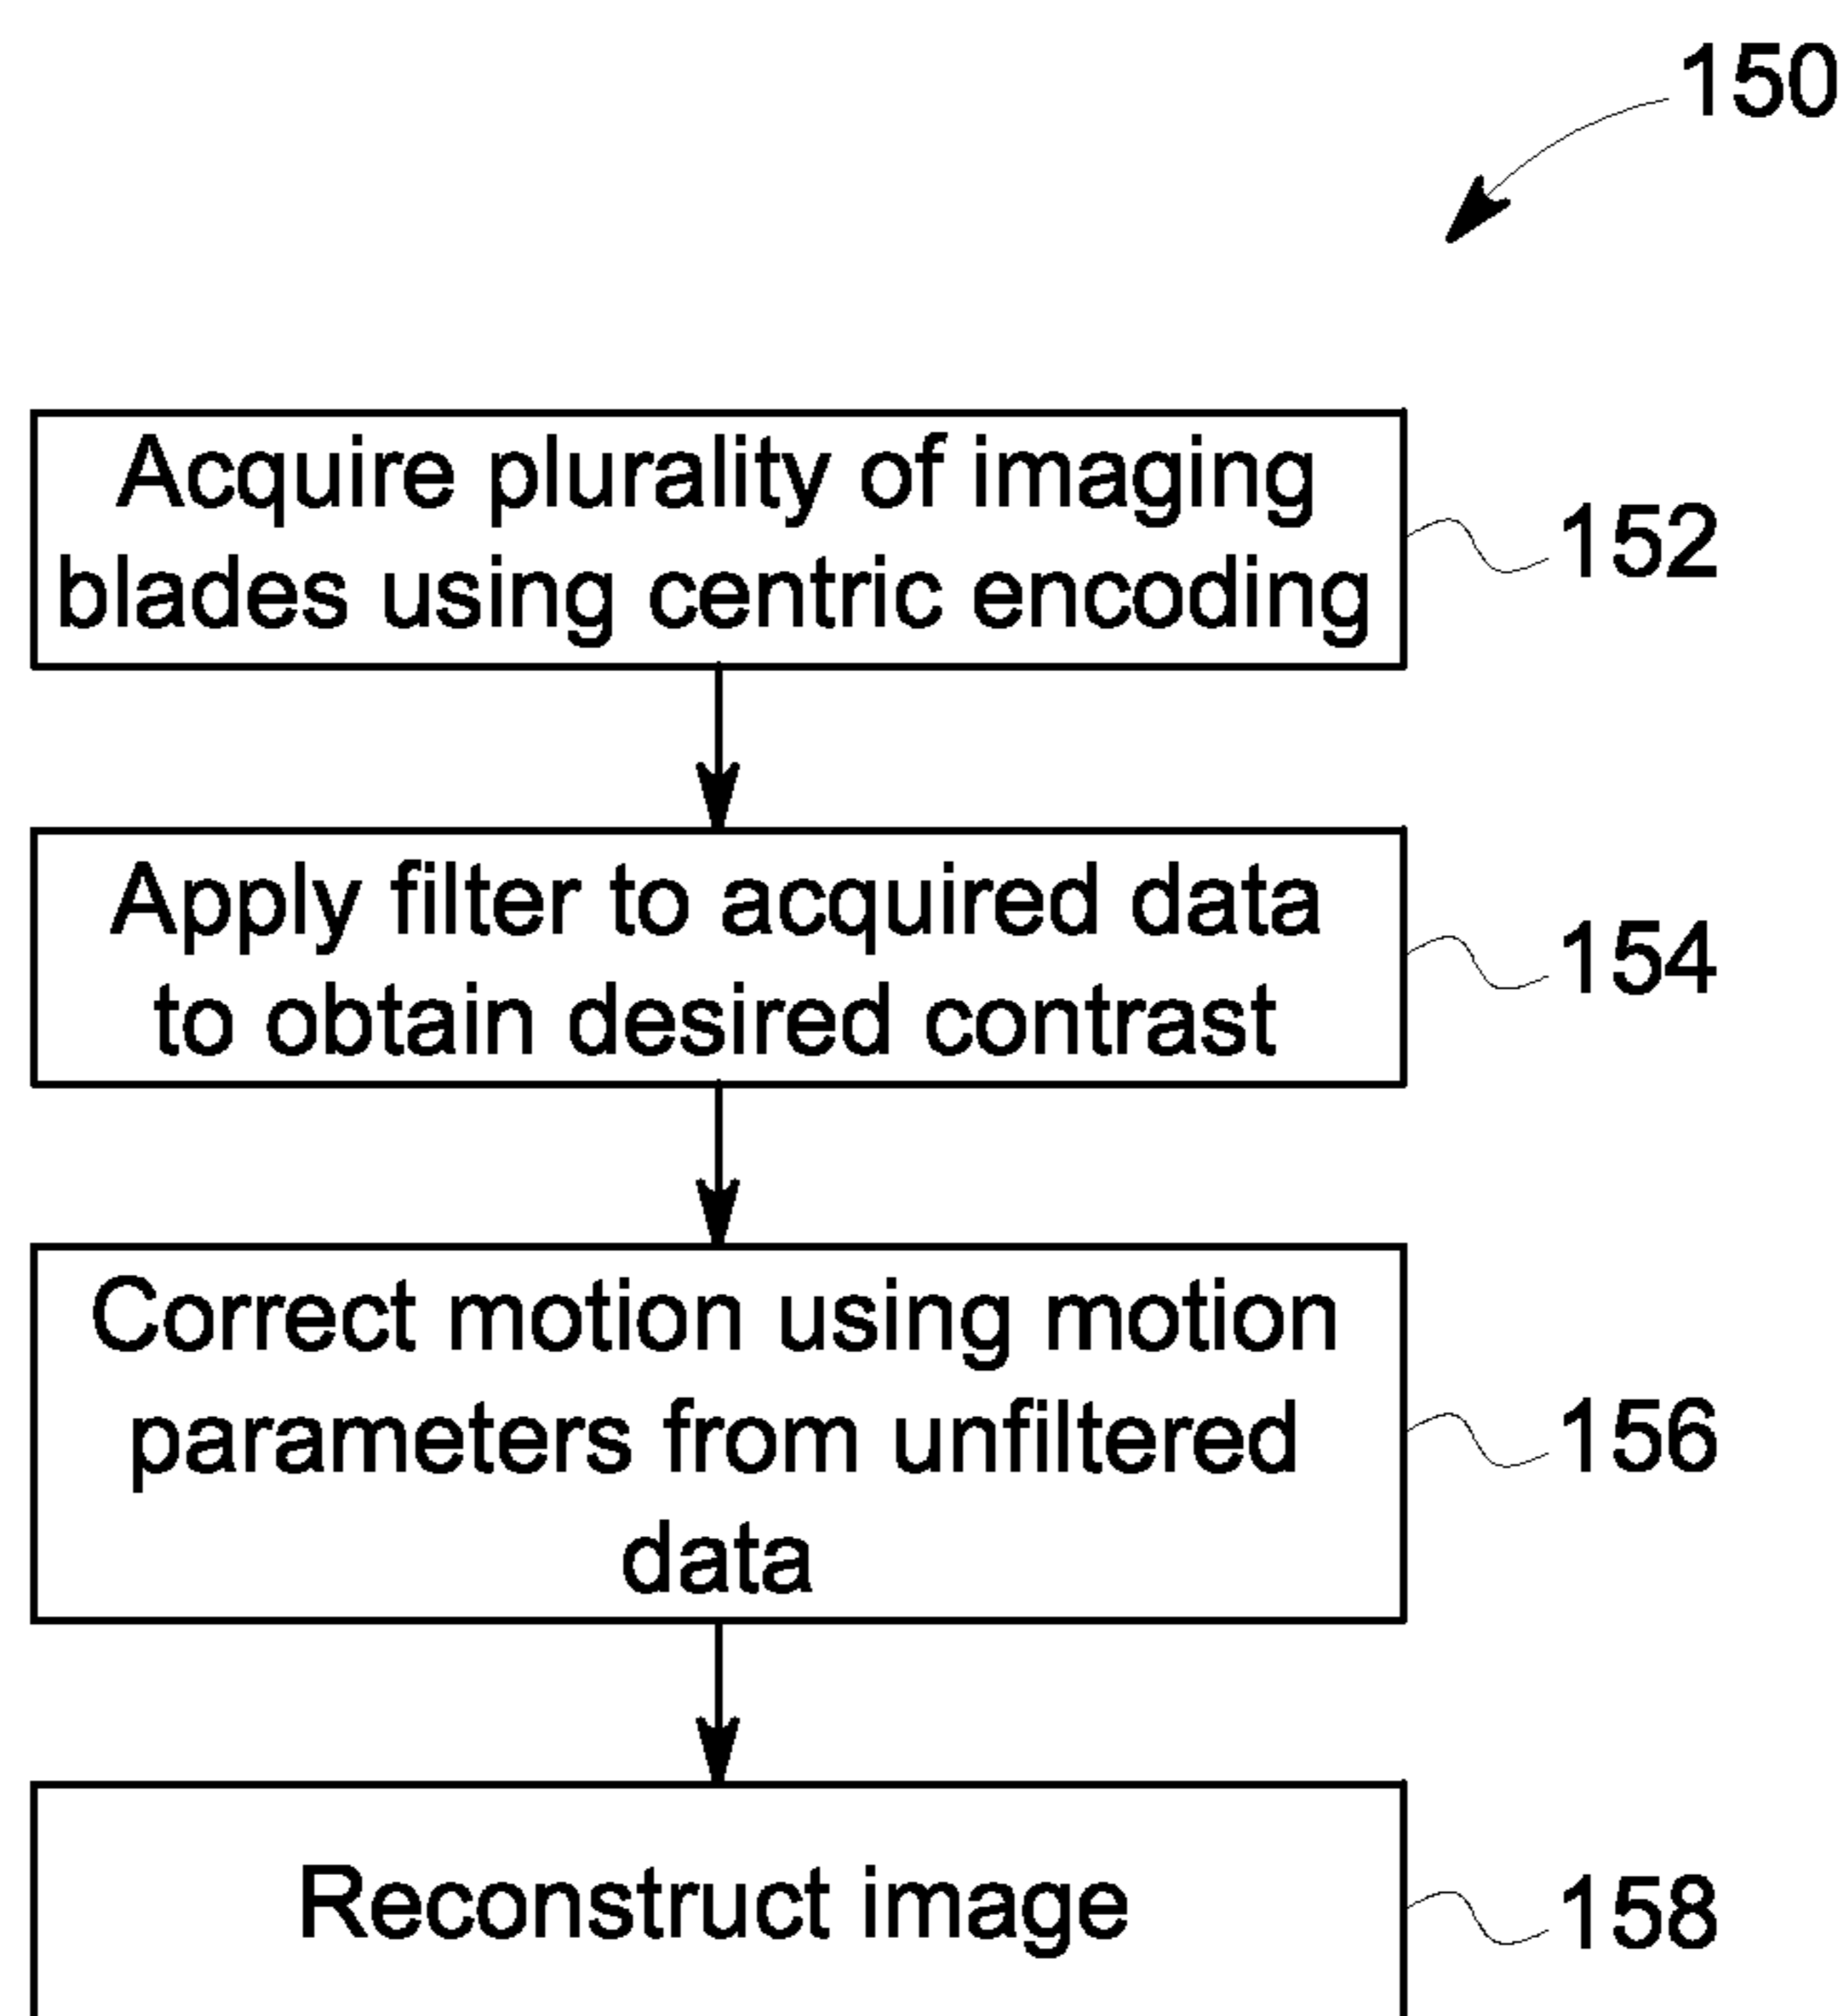 150
Acquire plurality of imaging
blades using centric encoding
152
Apply filter to acquired data
to obtain desired contrast
154
Correct motion using motion
parameters from unfiltered
data
156
Reconstruct image
158